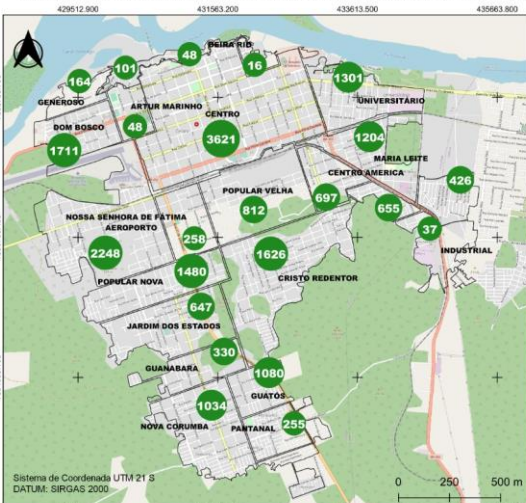 429512.900 431563.200 433613.500 435663.800
BEIRA RIO
48
16
101
164
1301
GENEROSO
ARTUR MARINHO
UNIVERSITÁRIO
DOM BOSCO
48
CENTRO
3621
1204
1711
MARIA LEITE
CENTRO AMERICA
426
POPULAR VELHA
697
812
655
NOSSA SENHORA DE FÁTIMA
AEROPORTO
258
37
2248
1626
INDUSTRIAL
1480
POPULAR NOVA
CRISTO REDENTOR
647
JARDIM DOS ESTADOS
330
GUANABARA
1080
GUATÓS
1034
NOVA CORUMBA
PANTANAL
255
Sistema de Coordenada UTM 21 S
DATUM: SIRGAS 2000
0 250 500 m